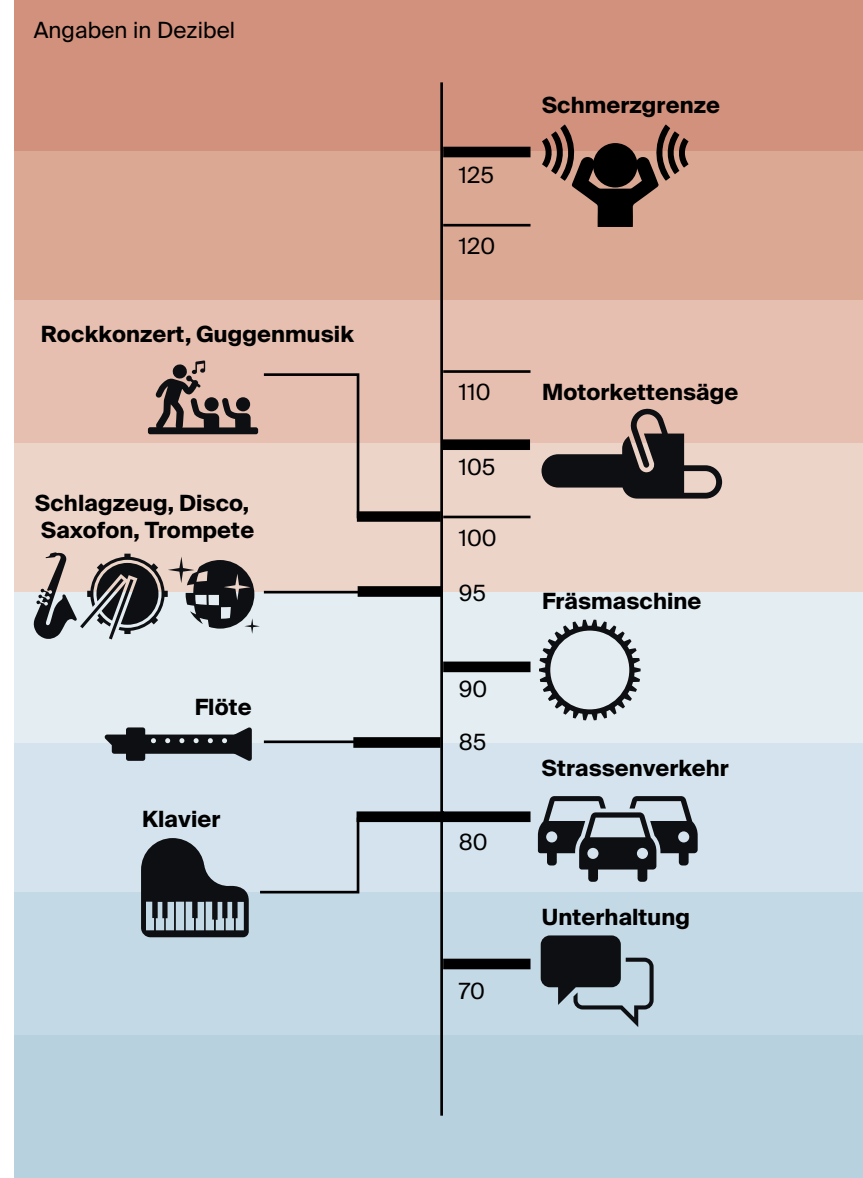 Angaben in Dezibel
Schmerzgrenze
125
120
Rockkonzert, Guggenmusik
110
Motorkettensäge
105
Schlagzeug, Disco,
Saxofon, Trompete
100
95
Fräsmaschine
90
Flöte
85
Strassenverkehr
Klavier
80
Unterhaltung
70